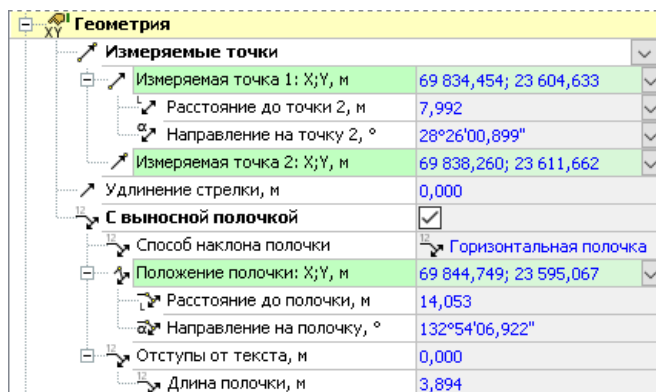 Геометрия
Измеряемые точки
Измеряемая точка 1: X;Y, м 69 834,454; 23 604,633
Расстояние до точки 2, м 7,992
Направление на точку 2, ° 28°26'00,899"
Измеряемая точка 2: X;Y, м 69 838,260; 23 611,662
Удлинение стрелки, м 0,000
С выносной полочкой
Способ наклона полочки Горизонтальная полочка
Положение полочки: X;Y, м 69 844,749; 23 595,067
Расстояние до полочки, м 14,053
Направление на полочку, ° 132°54'06,922"
Отступы от текста, м 0,000
Длина полочки, м 3,894